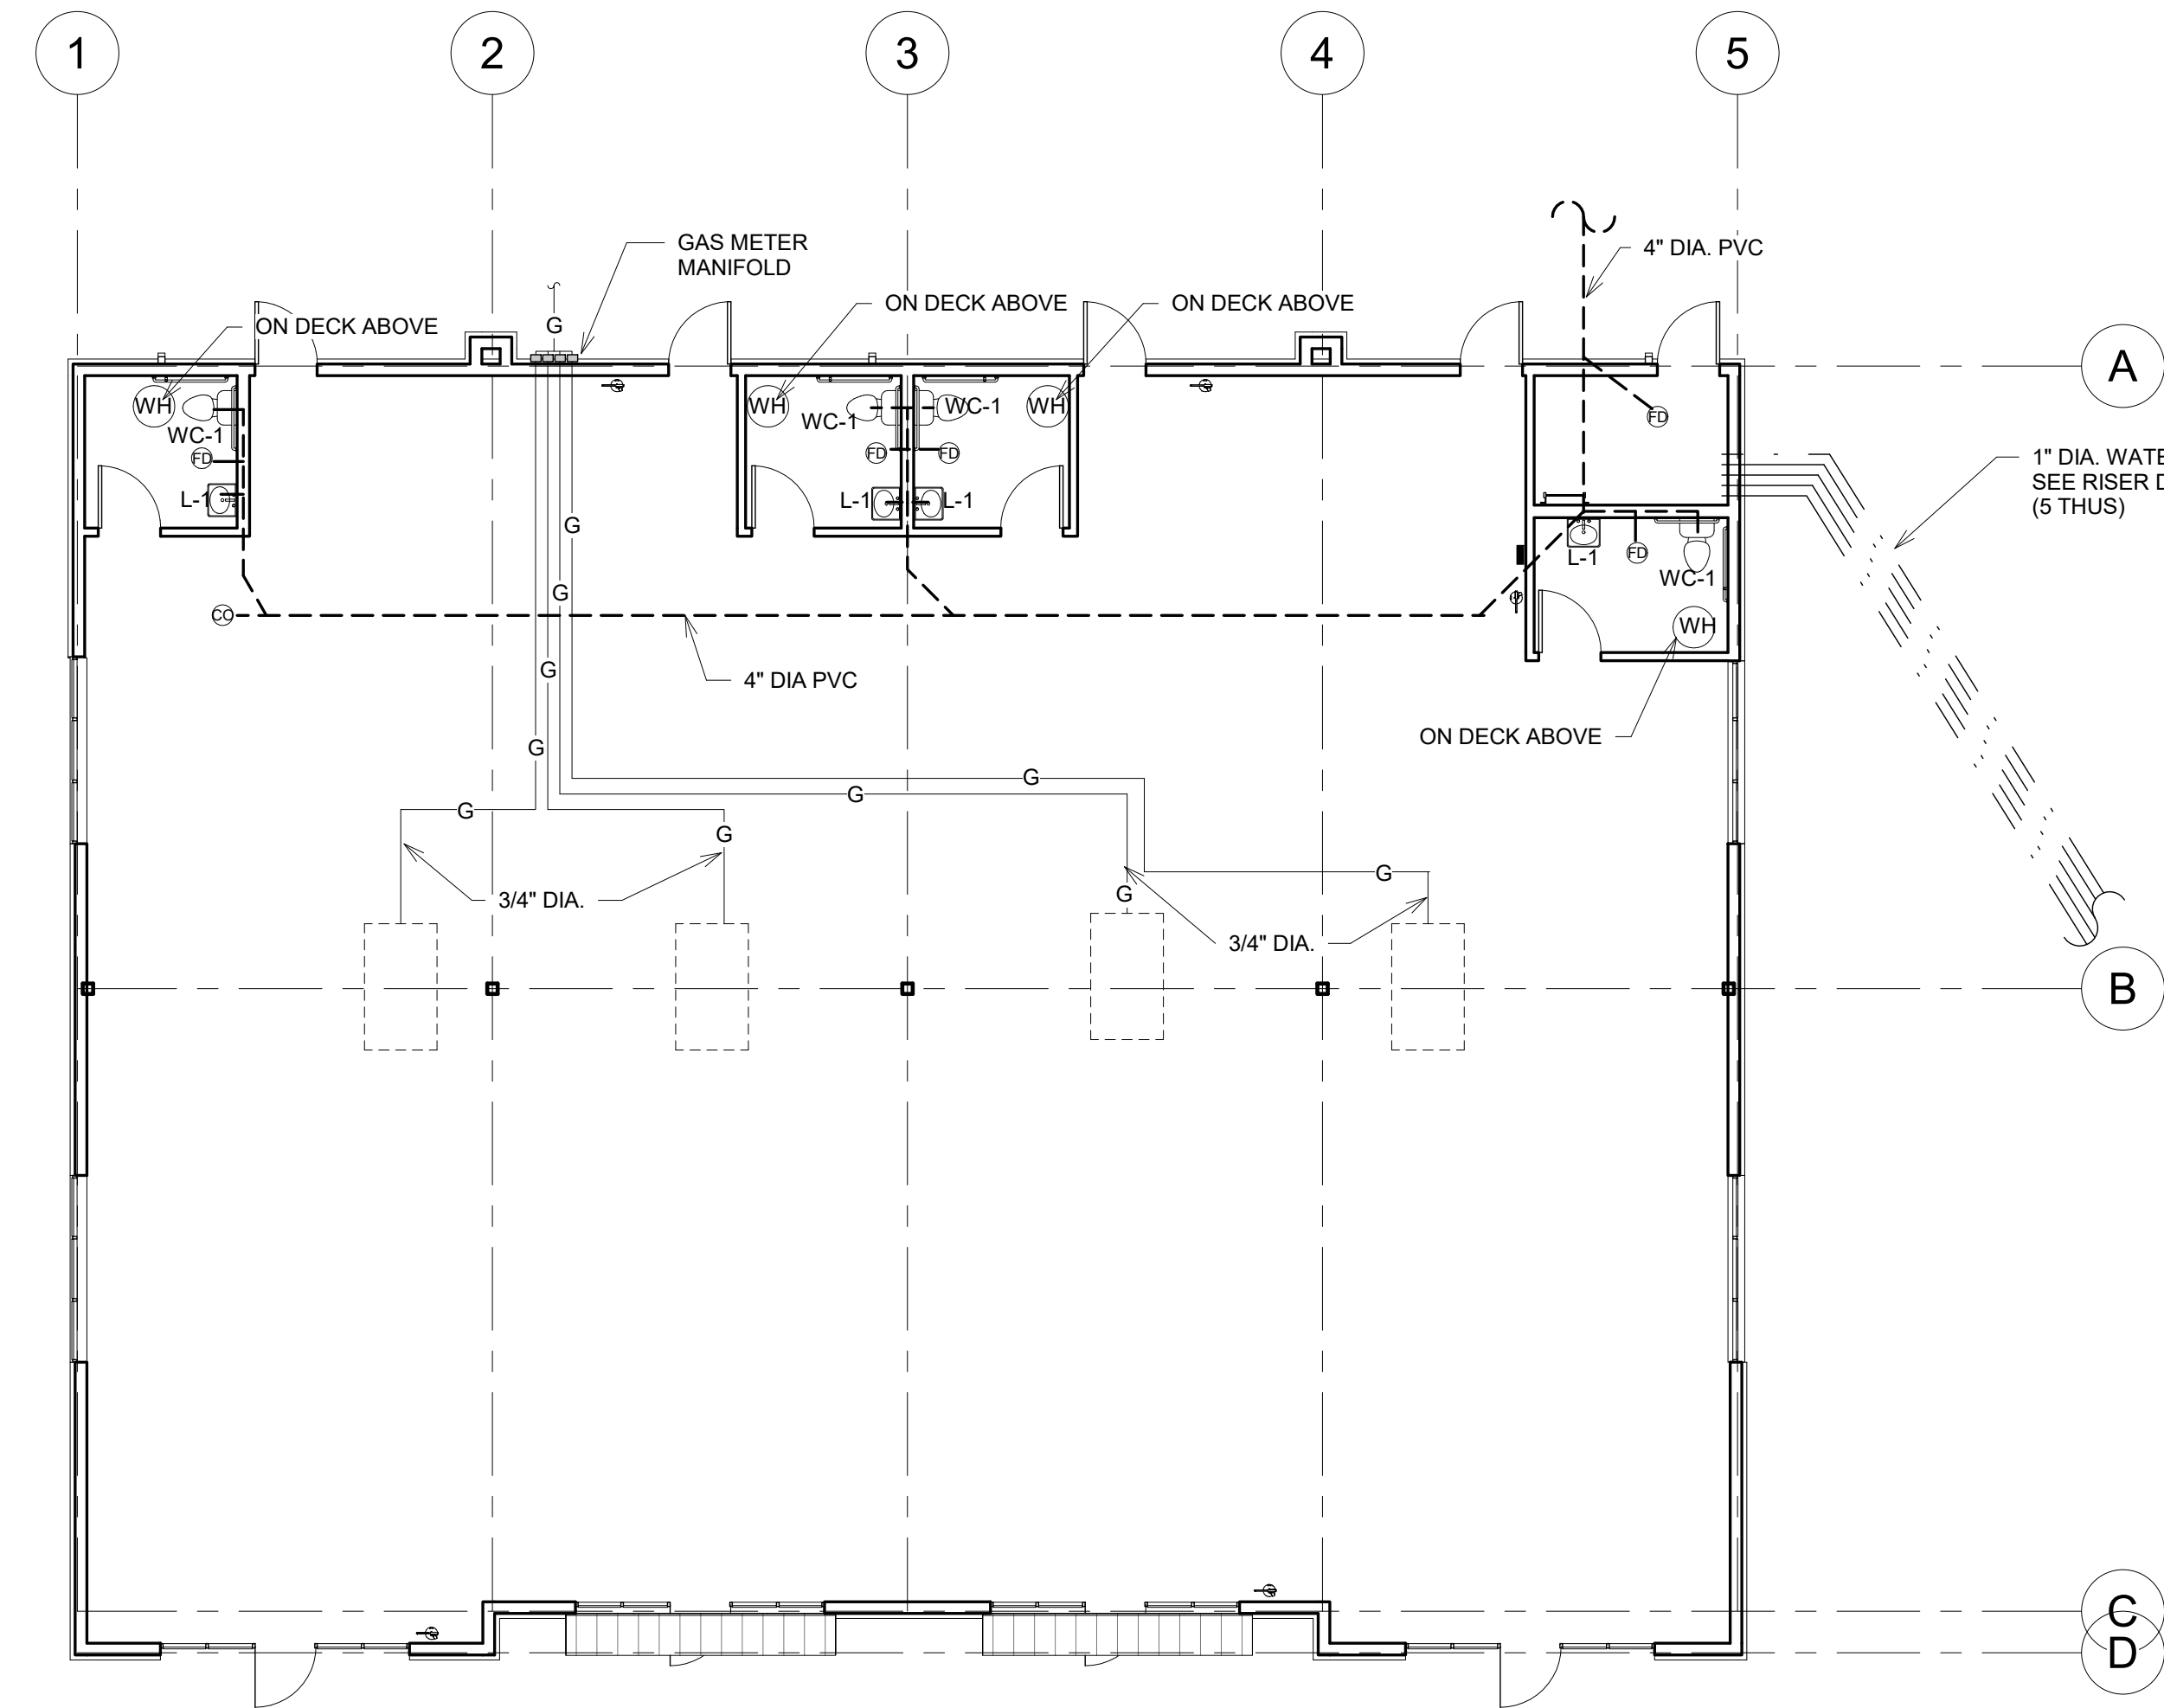 1
2
3
4
5
GAS METER
MANIFOLD
4" DIA. PVC
ON DECK ABOVE
ON DECK ABOVE
ON DECK ABOVE
G
A
WH
WC-1
FD
L-1
WH
WC-1
WC-1
WH
FD
FD
L-1
L-1
FD
1" DIA. WATE
SEE RISER D
(5 THUS)
G
L-1
FD
WC-1
G
CO
WH
G
4" DIA PVC
ON DECK ABOVE
G
G
G
G
G
G
G
3/4" DIA.
G
3/4" DIA.
B
C
D